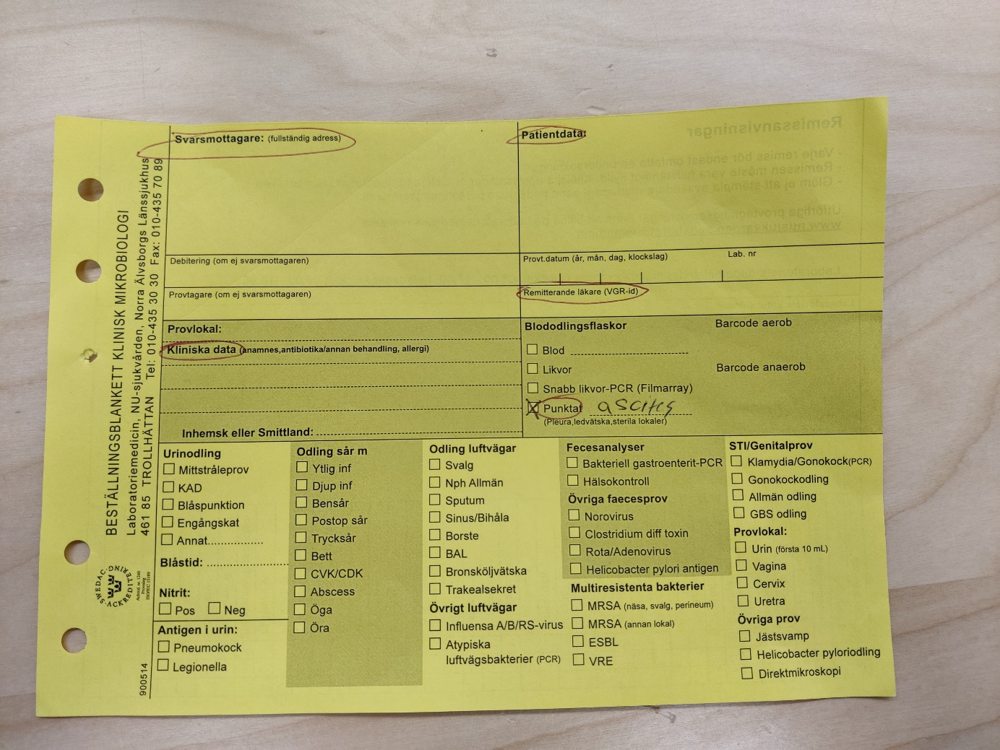 Svarsmottagare: (fullständig adress)
Patientdata:
Remissanvisningar
Debitering (om ej svarsmottagaren)
Provt.datum (år, mån, dag, klockslag)
Lab. nr
Provtagare (om ej svarsmottagaren)
Remitterande läkare (VGR-id)
BESTÄLLNINGSBLANKETT KLINISK MIKROBIOLOGI
Laboratoriemedicin, NU-sjukvården, Norra Älvsborgs Länssjukhus
461 85 TROLLHÄTTAN Tel: 010-435 30 30 Fax: 010-435 70 89
SWEDAC·ACKREDITERING·
Ackred. nr. 1240
Provning
ISO/IEC 15189
900514
Provlokal:
Kliniska data (anamnes,antibiotika/annan behandling, allergi)
Inhemsk eller Smittland:
Blododlingsflaskor
Barcode aerob
Blod
Likvor
Barcode anaerob
Snabb likvor-PCR (Filmarray)
Punktat ascites
(Pleura,ledvätska,sterila lokaler)
Urinodling
Mittstråleprov
KAD
Blåspunktion
Engångskat
Annat
Blåstid:
Nitrit:
Pos Neg
Antigen i urin:
Pneumokock
Legionella
Odling sår m
Ytlig inf
Djup inf
Bensår
Postop sår
Trycksår
Bett
CVK/CDK
Abscess
Öga
Öra
Odling luftvägar
Svalg
Nph Allmän
Sputum
Sinus/Bihåla
Borste
BAL
Bronsköljvätska
Trakealsekret
Övrigt luftvägar
Influensa A/B/RS-virus
Atypiska
luftvägsbakterier (PCR)
Fecesanalyser
Bakteriell gastroenterit-PCR
Hälsokontroll
Övriga faecesprov
Norovirus
Clostridium diff toxin
Rota/Adenovirus
Helicobacter pylori antigen
Multiresistenta bakterier
MRSA (näsa, svalg, perineum)
MRSA (annan lokal)
ESBL
VRE
STI/Genitalprov
Klamydia/Gonokock(PCR)
Gonokockodling
Allmän odling
GBS odling
Provlokal:
Urin (första 10 mL)
Vagina
Cervix
Uretra
Övriga prov
Jästsvamp
Helicobacter pyloriodling
Direktmikroskopi